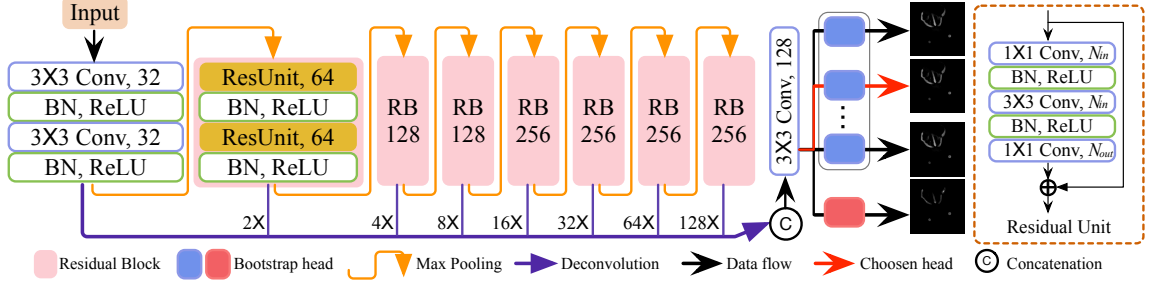 Input
3X3 Conv, 32
BN, ReLU
3X3 Conv, 32
BN, ReLU
ResUnit, 64
BN, ReLU
ResUnit, 64
BN, ReLU
RB
128
RB
128
RB
256
RB
256
RB
256
RB
256
2X
4X
8X
16X
32X
64X
128X
3X3 Conv, 128
C
1X1 Conv, Nin
BN, ReLU
3X3 Conv, Nin
BN, ReLU
1X1 Conv, Nout
Residual Unit
Residual Block
Bootstrap head
Max Pooling
Deconvolution
Data flow
Choosen head
C
Concatenation